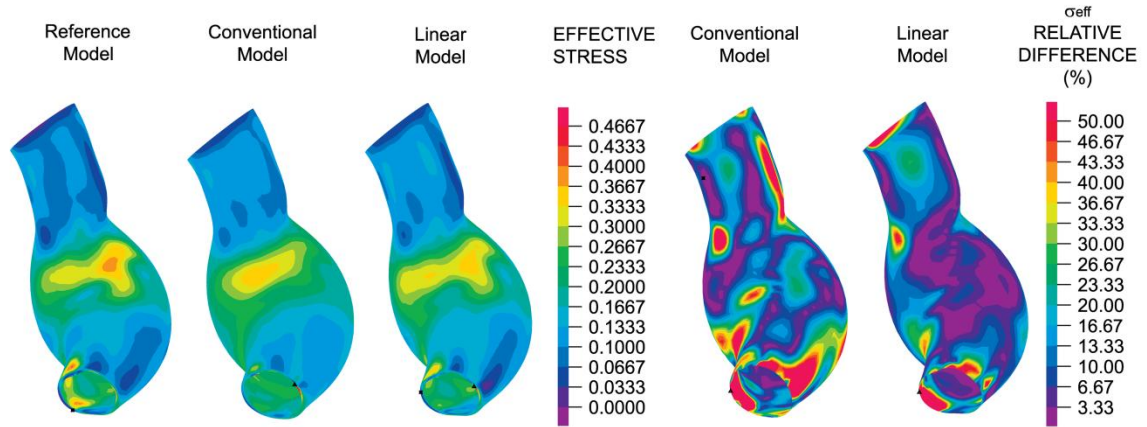 Reference
Model
Conventional
Model
Linear
Model
EFFECTIVE
STRESS
0.4667
0.4333
0.4000
0.3667
0.3333
0.3000
0.2667
0.2333
0.2000
0.1667
0.1333
0.1000
0.0667
0.0333
0.0000
Conventional
Model
Linear
Model
σeff
RELATIVE
DIFFERENCE
(%)
50.00
46.67
43.33
40.00
36.67
33.33
30.00
26.67
23.33
20.00
16.67
13.33
10.00
6.67
3.33